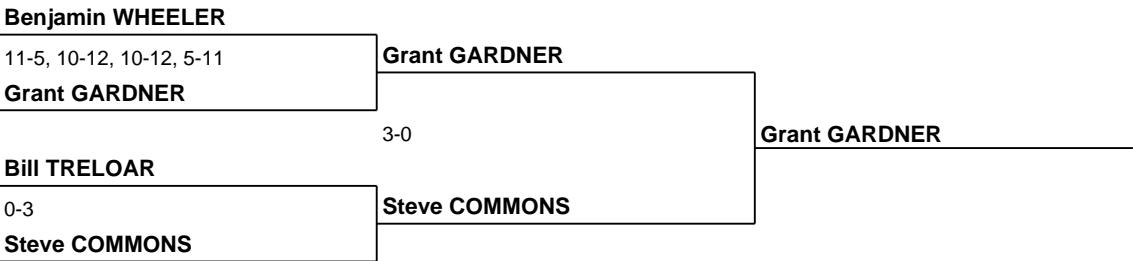 Benjamin WHEELER
11-5, 10-12, 10-12, 5-11
Grant GARDNER
Grant GARDNER
3-0
Grant GARDNER
Bill TRELOAR
0-3
Steve COMMONS
Steve COMMONS